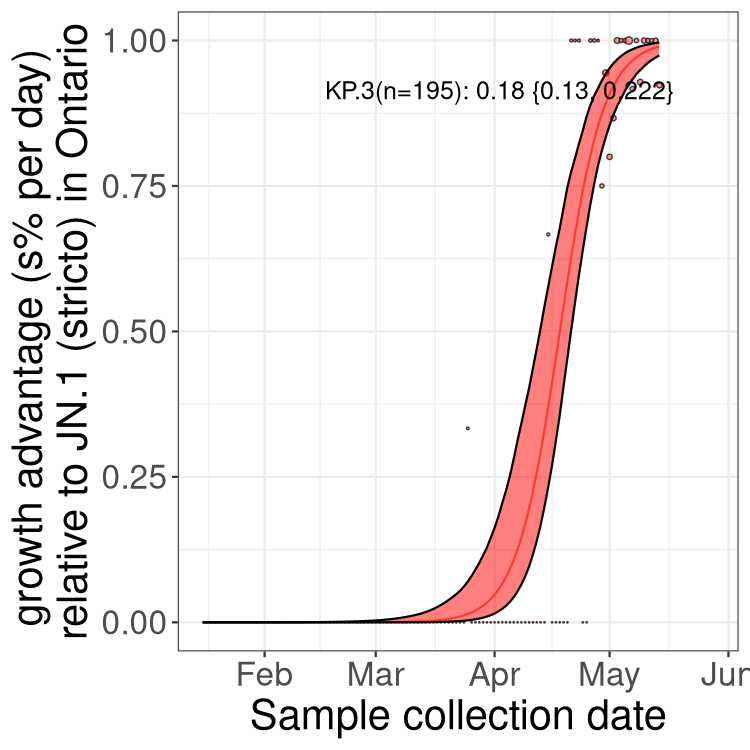 growth advantage (s% per day)
relative to JN.1 (stricto) in Ontario
1.00
0.75
0.50
0.25
0.00
KP.3(n=195): 0.18 {0.13, 0.222}
Feb Mar Apr May Jun
Sample collection date